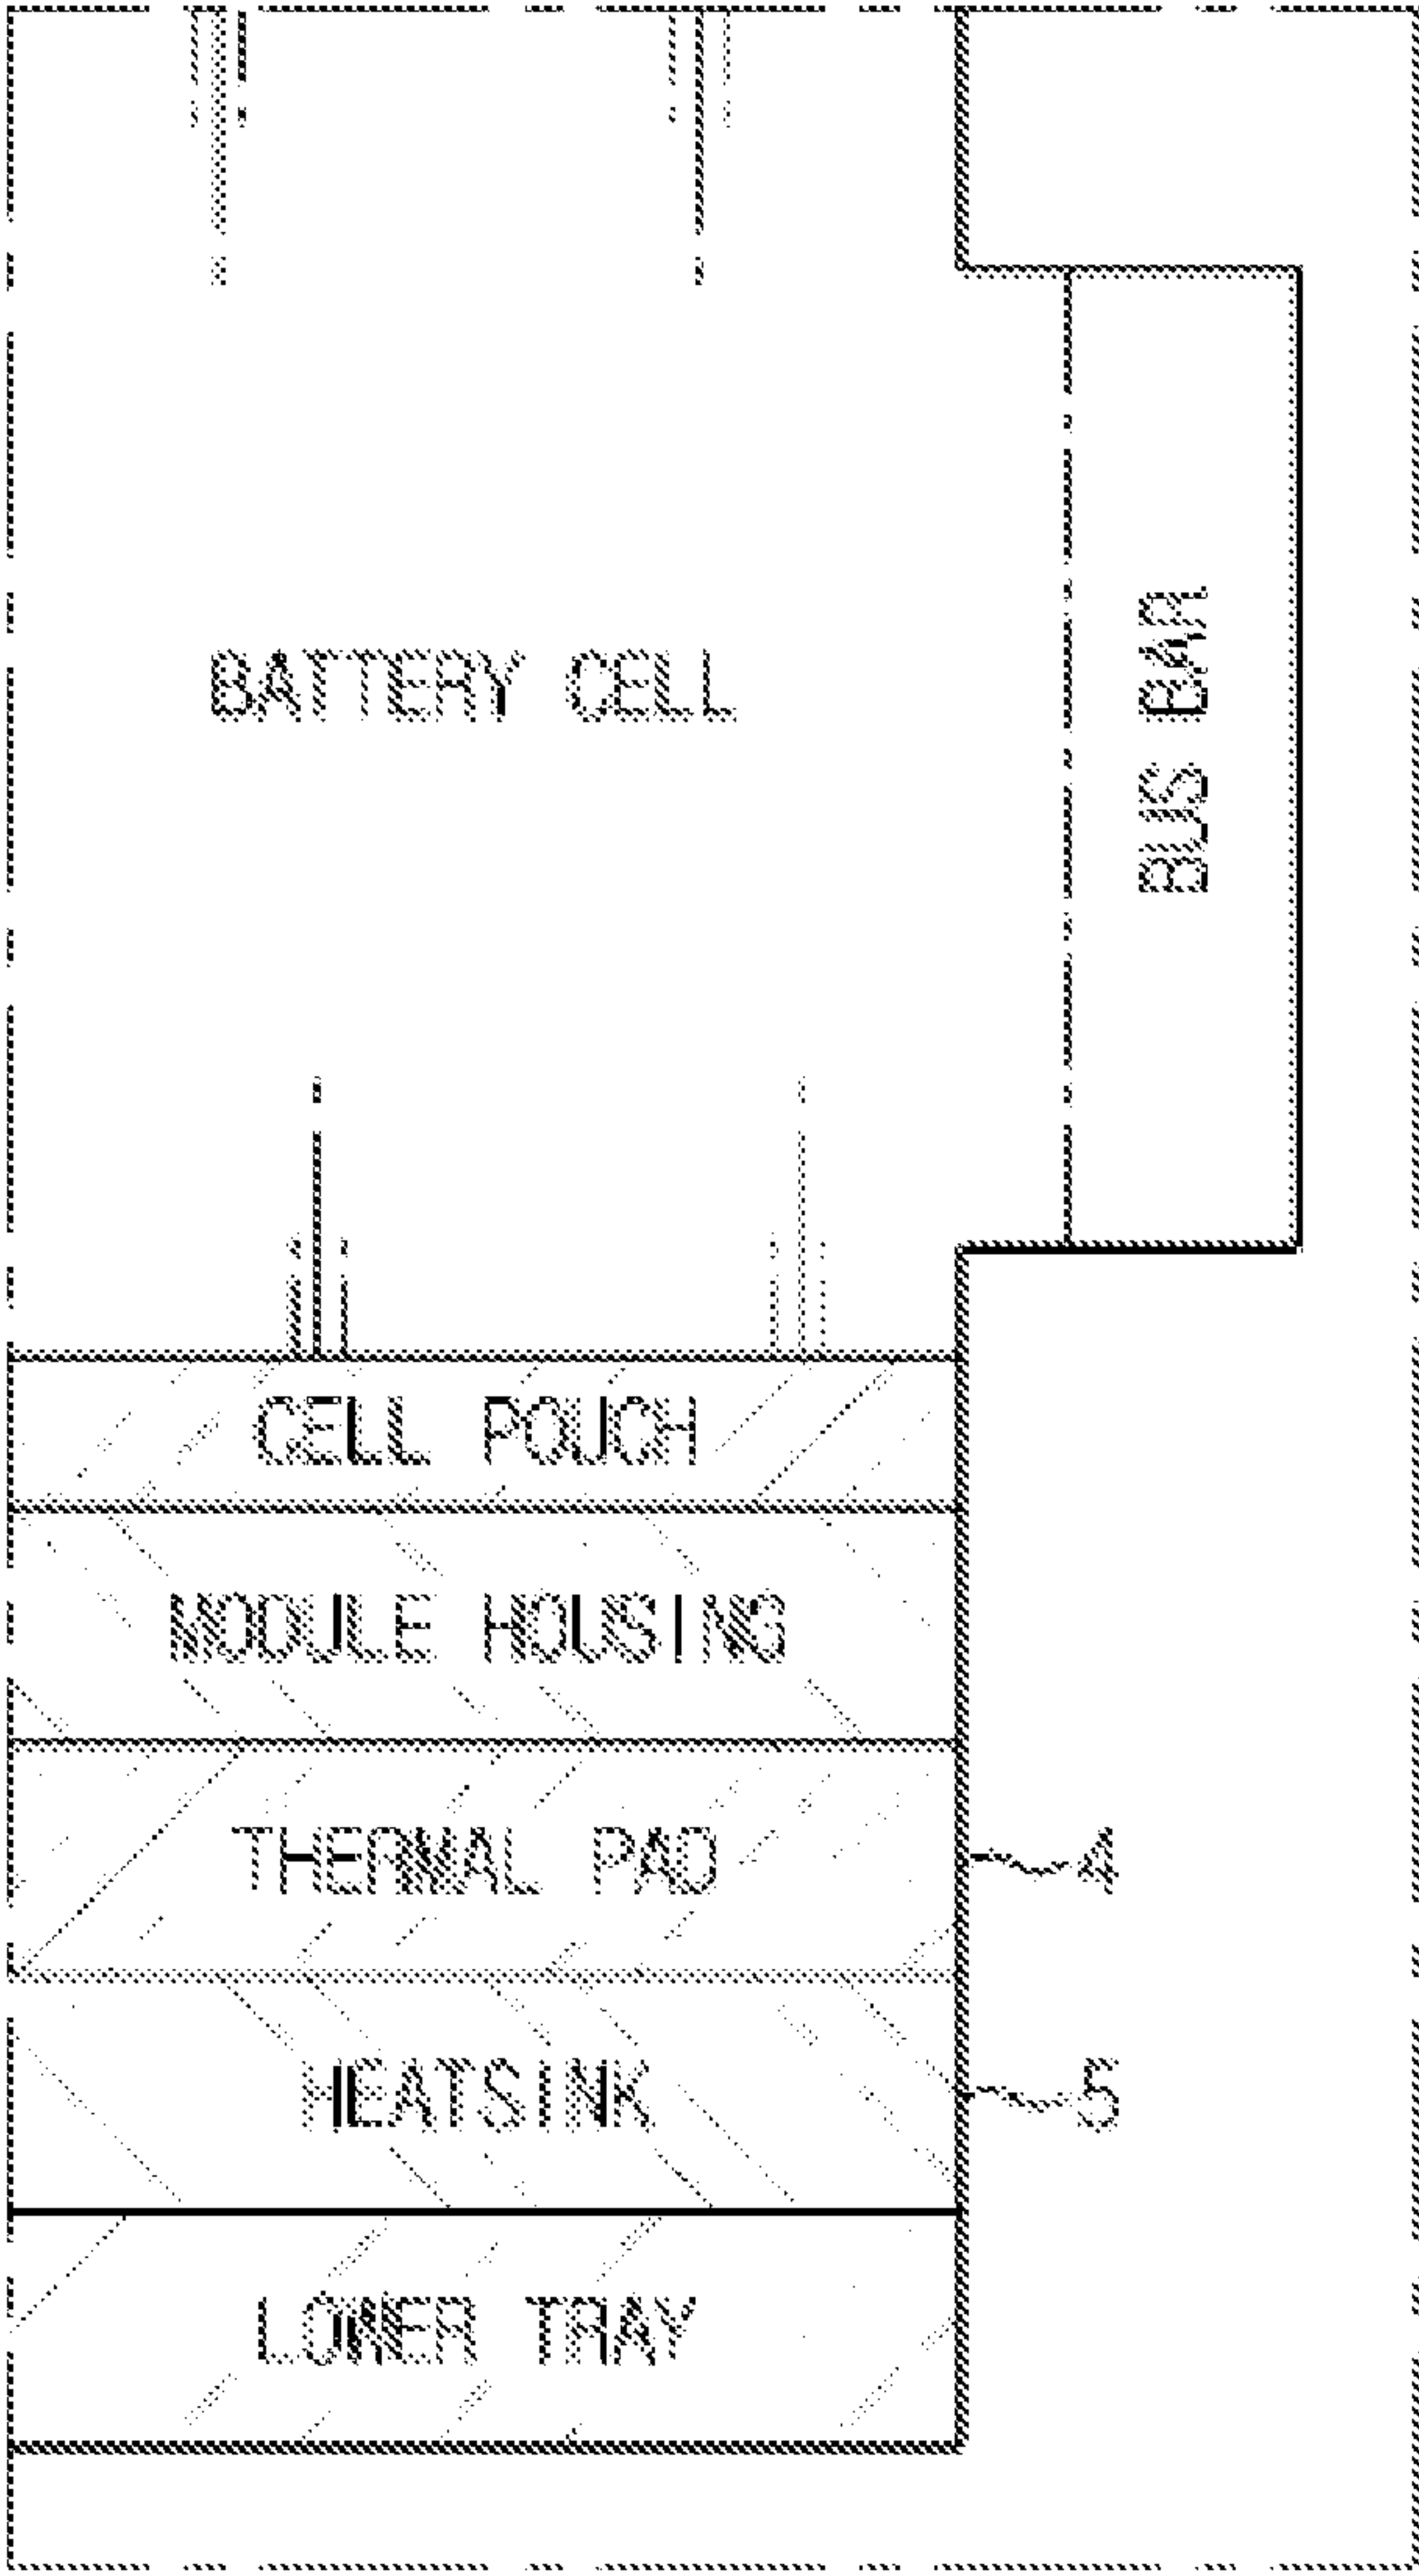 BATTERY CELL
BUS BAR
CELL POUCH
MODULE HOUSING
THERMAL PAD
4
HEATSINK
5
LOWER TRAY